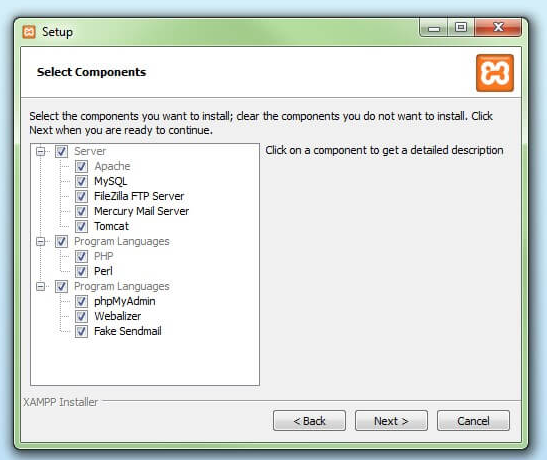 Setup
Select Components
Select the components you want to install; clear the components you do not want to install. Click
Next when you are ready to continue.
Server
Apache
MySQL
FileZilla FTP Server
Mercury Mail Server
Tomcat
Program Languages
PHP
Perl
Program Languages
phpMyAdmin
Webalizer
Fake Sendmail
Click on a component to get a detailed description
XAMPP Installer
< Back
Next >
Cancel